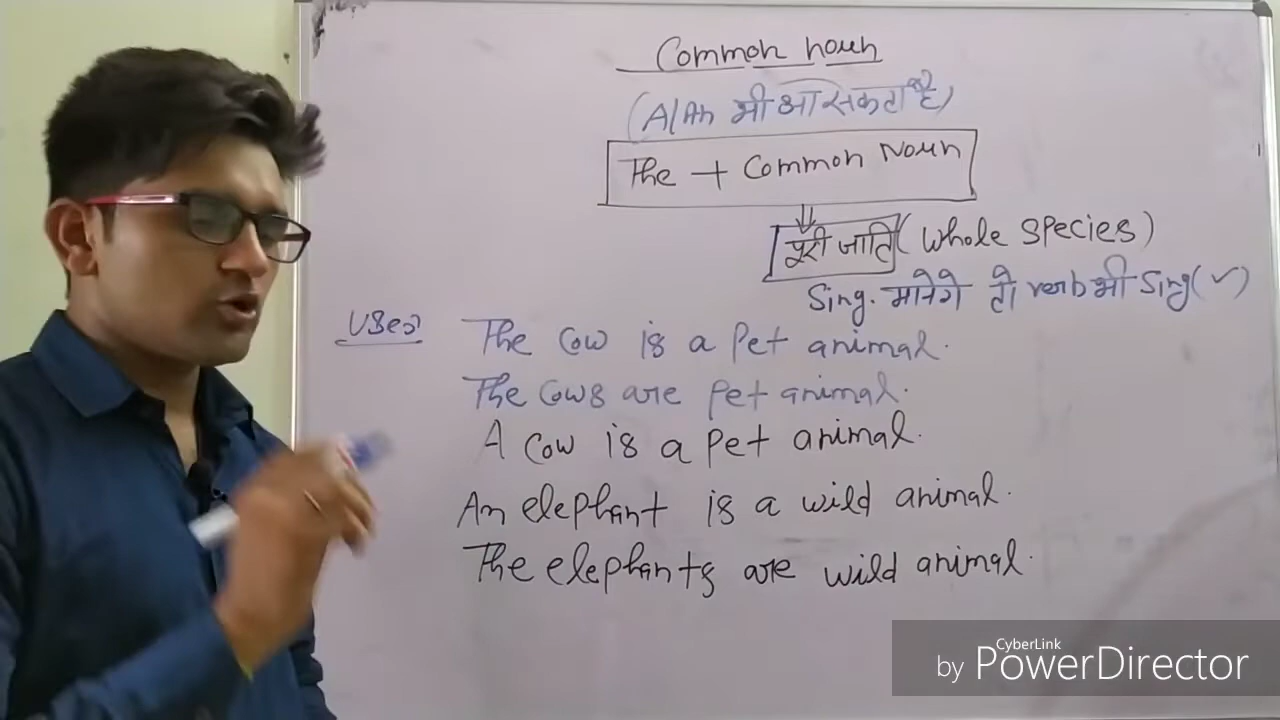 Common noun
(A/An भी आ सकता है)
The + Common Noun
पूरी जाति (Whole species)
Sing. मानेगे तो verb भी Sing (✓)
Uses
The Cow is a Pet animal.
The Cows are Pet animal.
A Cow is a Pet animal.
An elephant is a wild animal.
The elephants are wild animal.
CyberLink
by PowerDirector